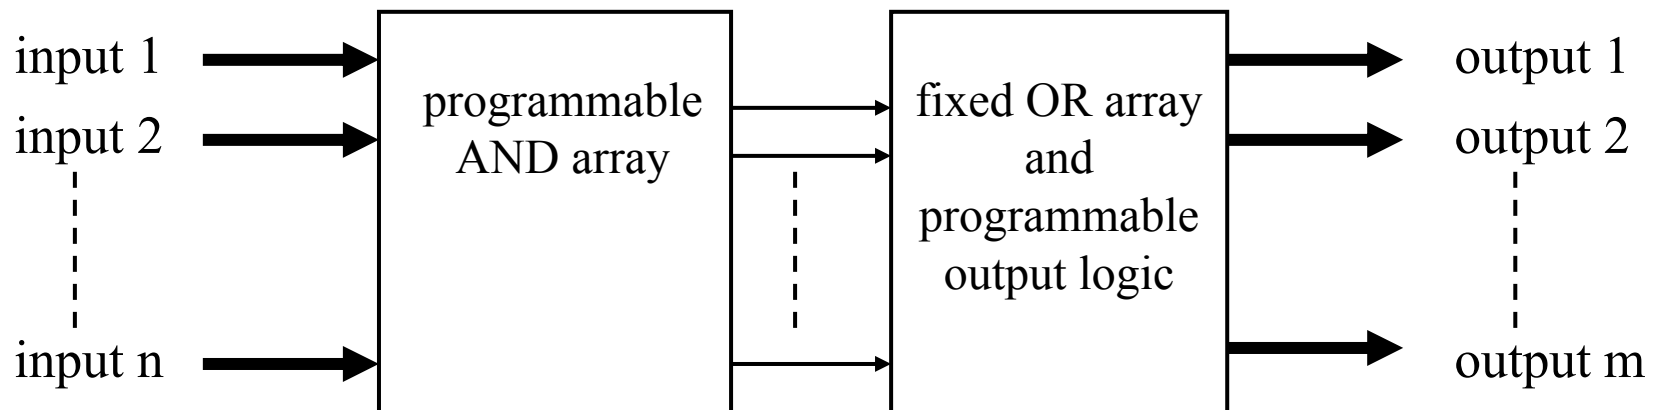 input 1
input 2
input n
programmable
AND array
fixed OR array
and
programmable
output logic
output 1
output 2
output m